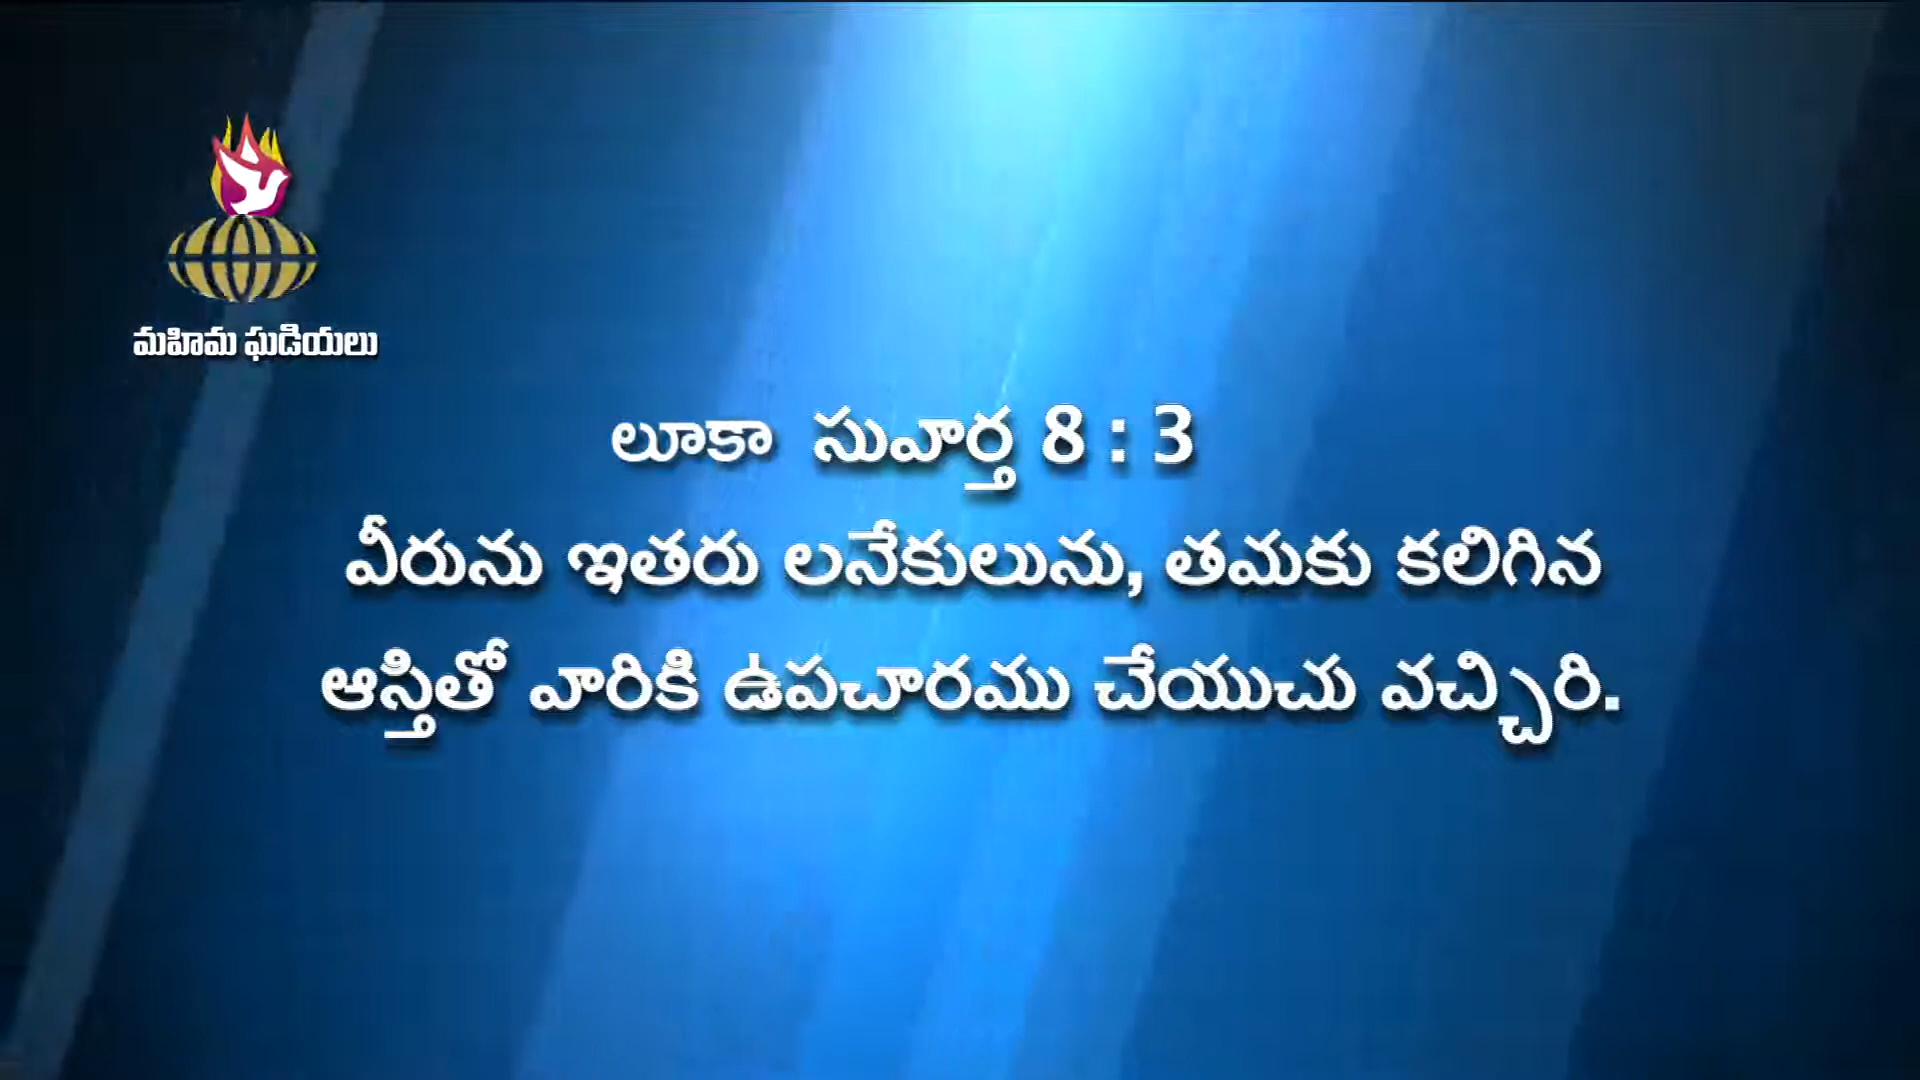 మహిమ ఘడియలు
లూకా సువార్త 8 : 3
వీరును ఇతరు లనేకులును, తమకు కలిగిన
ఆస్తితో వారికి ఉపచారము చేయుచు వచ్చిరి.